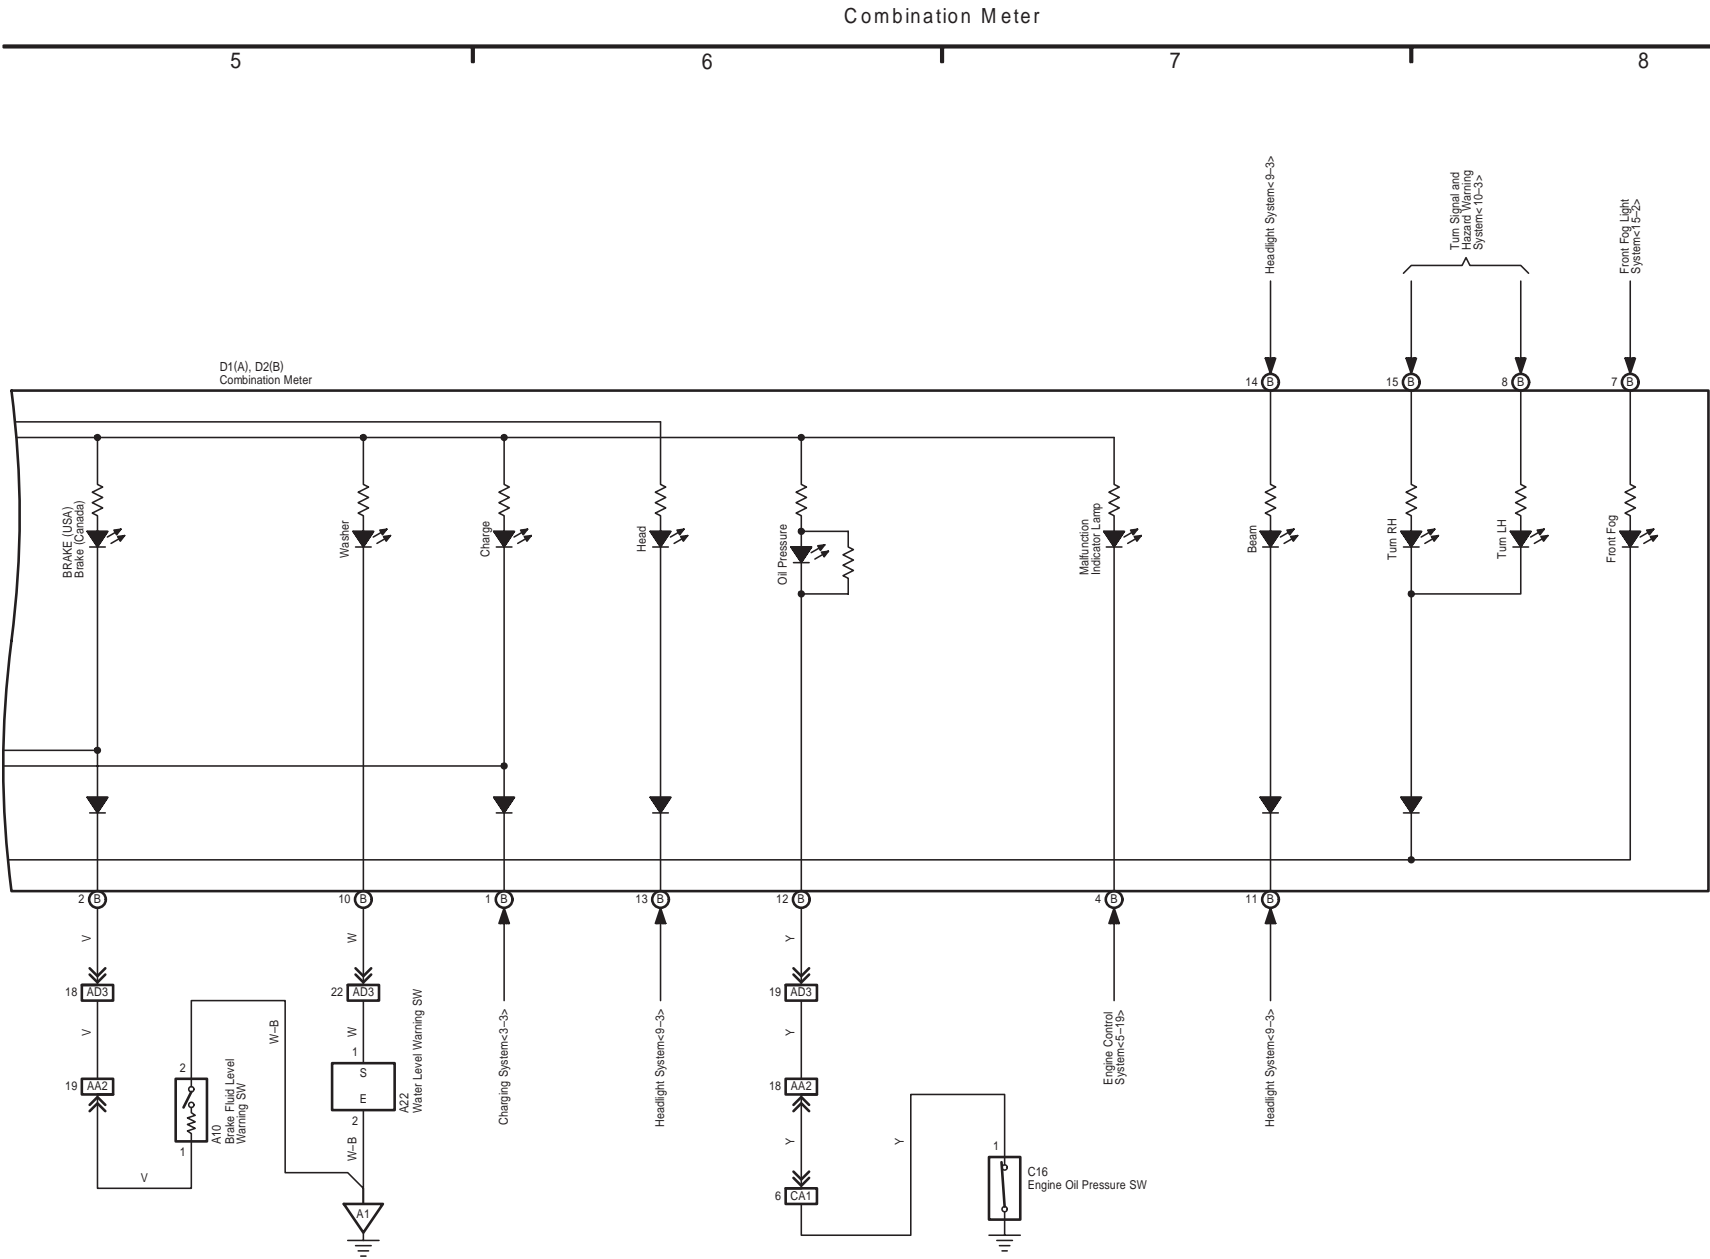 Combination Meter
5
6
7
8
Headlight System<9–3>
Turn Signal and
Hazard Warning
System<10–3>
Front Fog Light
System<15–2>
D1(A), D2(B)
Combination Meter
14 B
15 B
8 B
7 B
BRAKE (USA)
Brake (Canada)
Washer
Charge
Head
Oil Pressure
Malfunction
Indicator Lamp
Beam
Turn RH
Turn LH
Front Fog
2 B
10 B
1 B
13 B
12 B
4 B
11 B
V
W
Y
18 AD3
22 AD3
19 AD3
V
W–B
W
Y
19 AA2
2
A10
Brake Fluid Level
Warning SW
1
V
1
S
E
2
A22
Water Level Warning SW
W–B
A1
Charging System<3–3>
Headlight System<9–3>
18 AA2
Y
6 CA1
Y
1
C16
Engine Oil Pressure SW
Engine Control
System<5–19>
Headlight System<9–3>